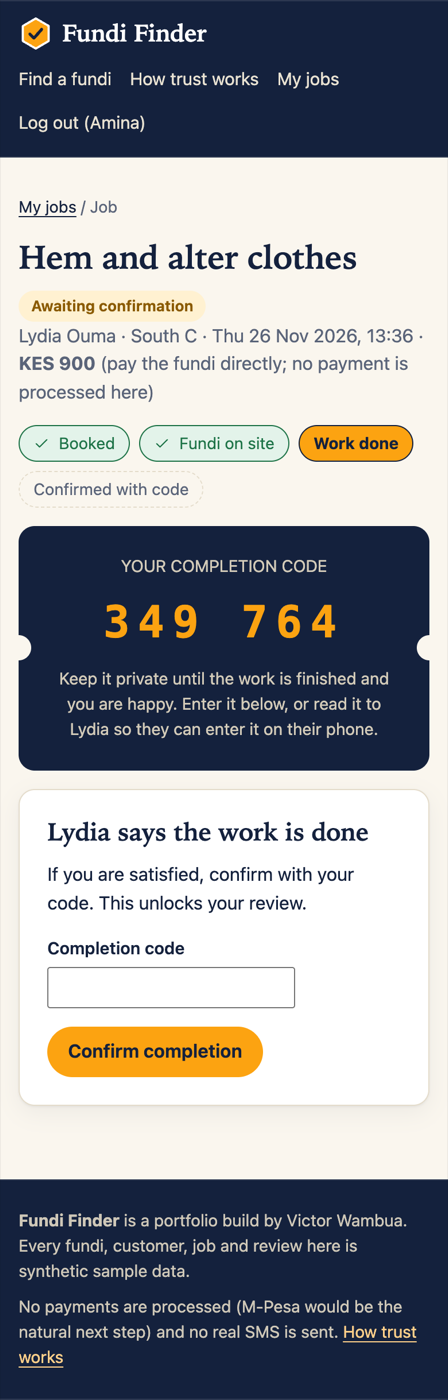 Fundi Finder
Find a fundi How trust works My jobs
Log out (Amina)
My jobs / Job
Hem and alter clothes
Awaiting confirmation
Lydia Ouma · South C · Thu 26 Nov 2026, 13:36 ·
KES 900 (pay the fundi directly; no payment is
processed here)
Booked Fundi on site Work done
Confirmed with code
YOUR COMPLETION CODE
349 764
Keep it private until the work is finished and
you are happy. Enter it below, or read it to
Lydia so they can enter it on their phone.
Lydia says the work is done
If you are satisfied, confirm with your
code. This unlocks your review.
Completion code
Confirm completion
Fundi Finder is a portfolio build by Victor Wambua.
Every fundi, customer, job and review here is
synthetic sample data.
No payments are processed (M-Pesa would be the
natural next step) and no real SMS is sent. How trust
works